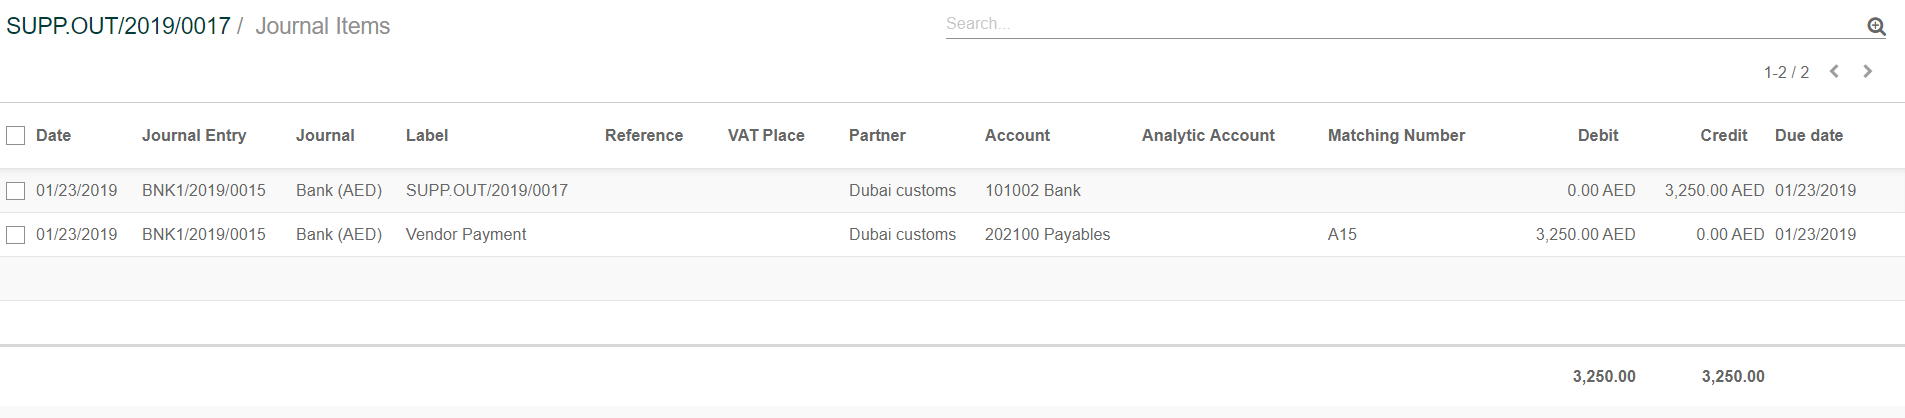 SUPP.OUT/2019/0017 / Journal Items
Search...
1-2 / 2
Date Journal Entry Journal Label Reference VAT Place Partner Account Analytic Account Matching Number Debit Credit Due date
01/23/2019 BNK1/2019/0015 Bank (AED) SUPP.OUT/2019/0017 Dubai customs 101002 Bank 0.00 AED 3,250.00 AED 01/23/2019
01/23/2019 BNK1/2019/0015 Bank (AED) Vendor Payment Dubai customs 202100 Payables A15 3,250.00 AED 0.00 AED 01/23/2019
3,250.00 3,250.00